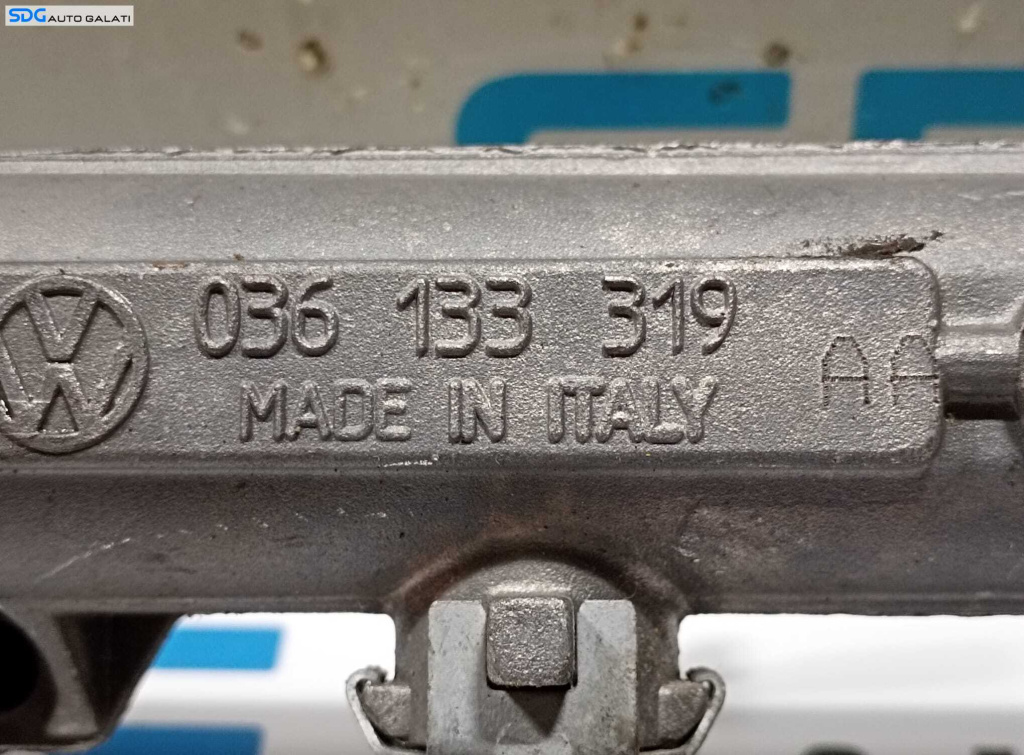 SDG AUTO GALATI
036 133 319
MADE IN ITALY
AA